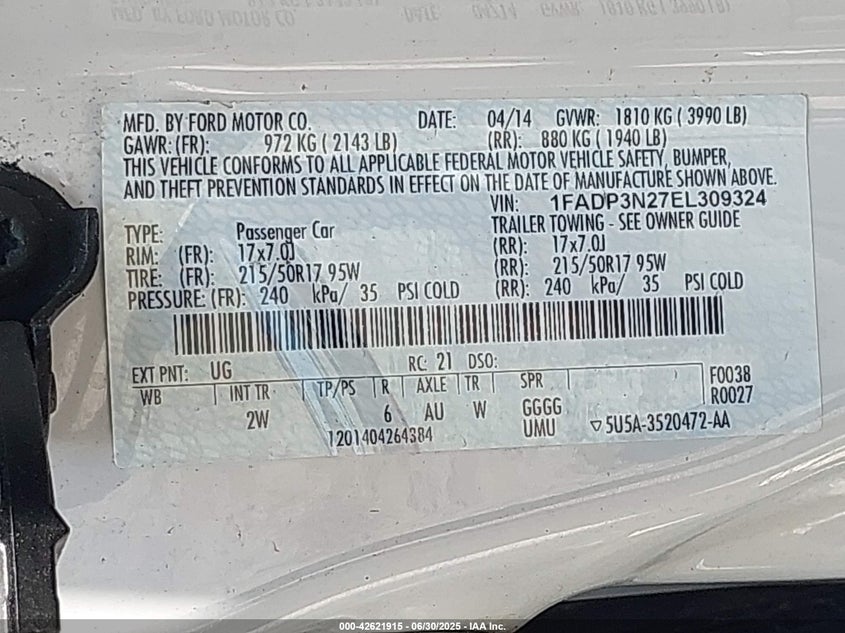 MFD. BY FORD MOTOR CO. DATE: 04/14 GVWR: 1810 KG ( 3990 LB)
GAWR: (FR): 972 KG ( 2143 LB) (RR): 880 KG ( 1940 LB)
THIS VEHICLE CONFORMS TO ALL APPLICABLE FEDERAL MOTOR VEHICLE SAFETY, BUMPER,
AND THEFT PREVENTION STANDARDS IN EFFECT ON THE DATE OF MANUFACTURE SHOWN ABOVE.
VIN: 1FADP3N27EL309324
TYPE: Passenger Car TRAILER TOWING - SEE OWNER GUIDE
RIM: (FR): 17x7.0J (RR): 17x7.0J
TIRE: (FR): 215/50R17 95W (RR): 215/50R17 95W
PRESSURE: (FR): 240 kPa/ 35 PSI COLD (RR): 240 kPa/ 35 PSI COLD
EXT PNT: UG RC: 21 DSO:
WB INT TR TP/PS R AXLE TR SPR F0038
2W 6 AU W GGGG R0027
1201404264384 UMU ▽5U5A-3520472-AA
000-42621915 - 06/30/2025 - IAA Inc.